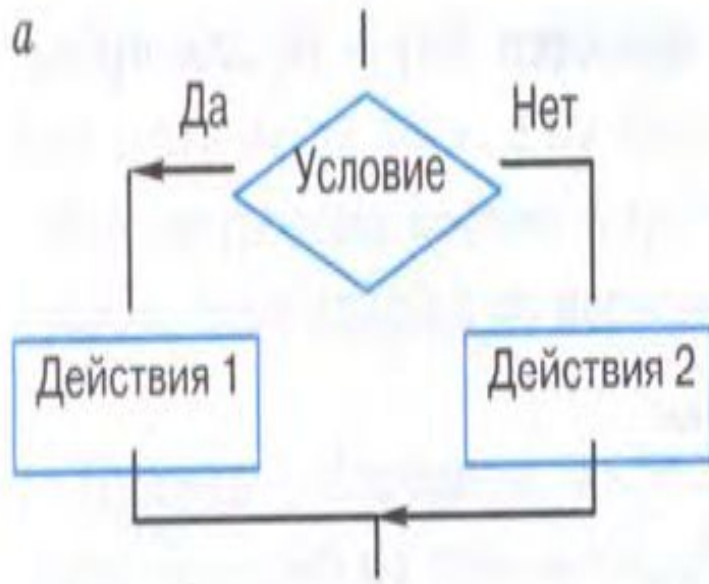 а
Да
Нет
Условие
Действия 1
Действия 2